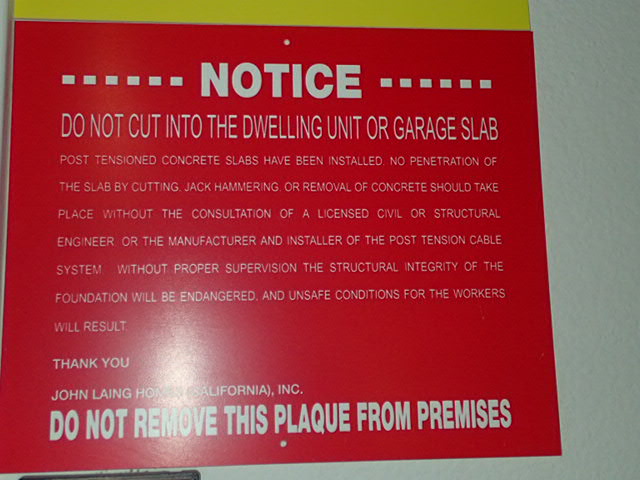 ------ NOTICE ------
DO NOT CUT INTO THE DWELLING UNIT OR GARAGE SLAB
POST TENSIONED CONCRETE SLABS HAVE BEEN INSTALLED. NO PENETRATION OF
THE SLAB BY CUTTING, JACK HAMMERING, OR REMOVAL OF CONCRETE SHOULD TAKE
PLACE WITHOUT THE CONSULTATION OF A LICENSED CIVIL OR STRUCTURAL
ENGINEER OR THE MANUFACTURER AND INSTALLER OF THE POST TENSION CABLE
SYSTEM WITHOUT PROPER SUPERVISION THE STRUCTURAL INTEGRITY OF THE
FOUNDATION WILL BE ENDANGERED, AND UNSAFE CONDITIONS FOR THE WORKERS
WILL RESULT.
THANK YOU
JOHN LAING HOMES (CALIFORNIA), INC.
DO NOT REMOVE THIS PLAQUE FROM PREMISES